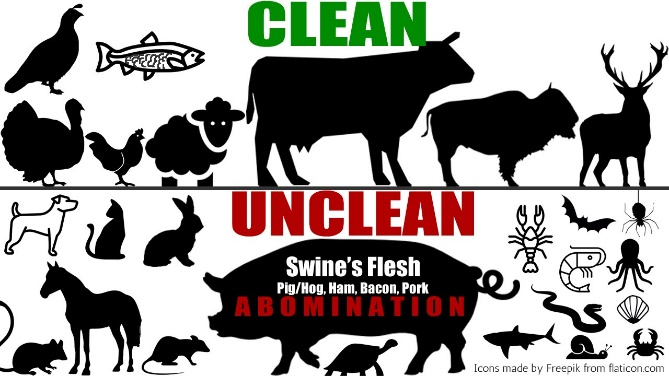 CLEAN
UNCLEAN
Swine's Flesh
Pig/Hog, Ham, Bacon, Pork
ABOMINATION
Icons made by Freepik from flaticon.com